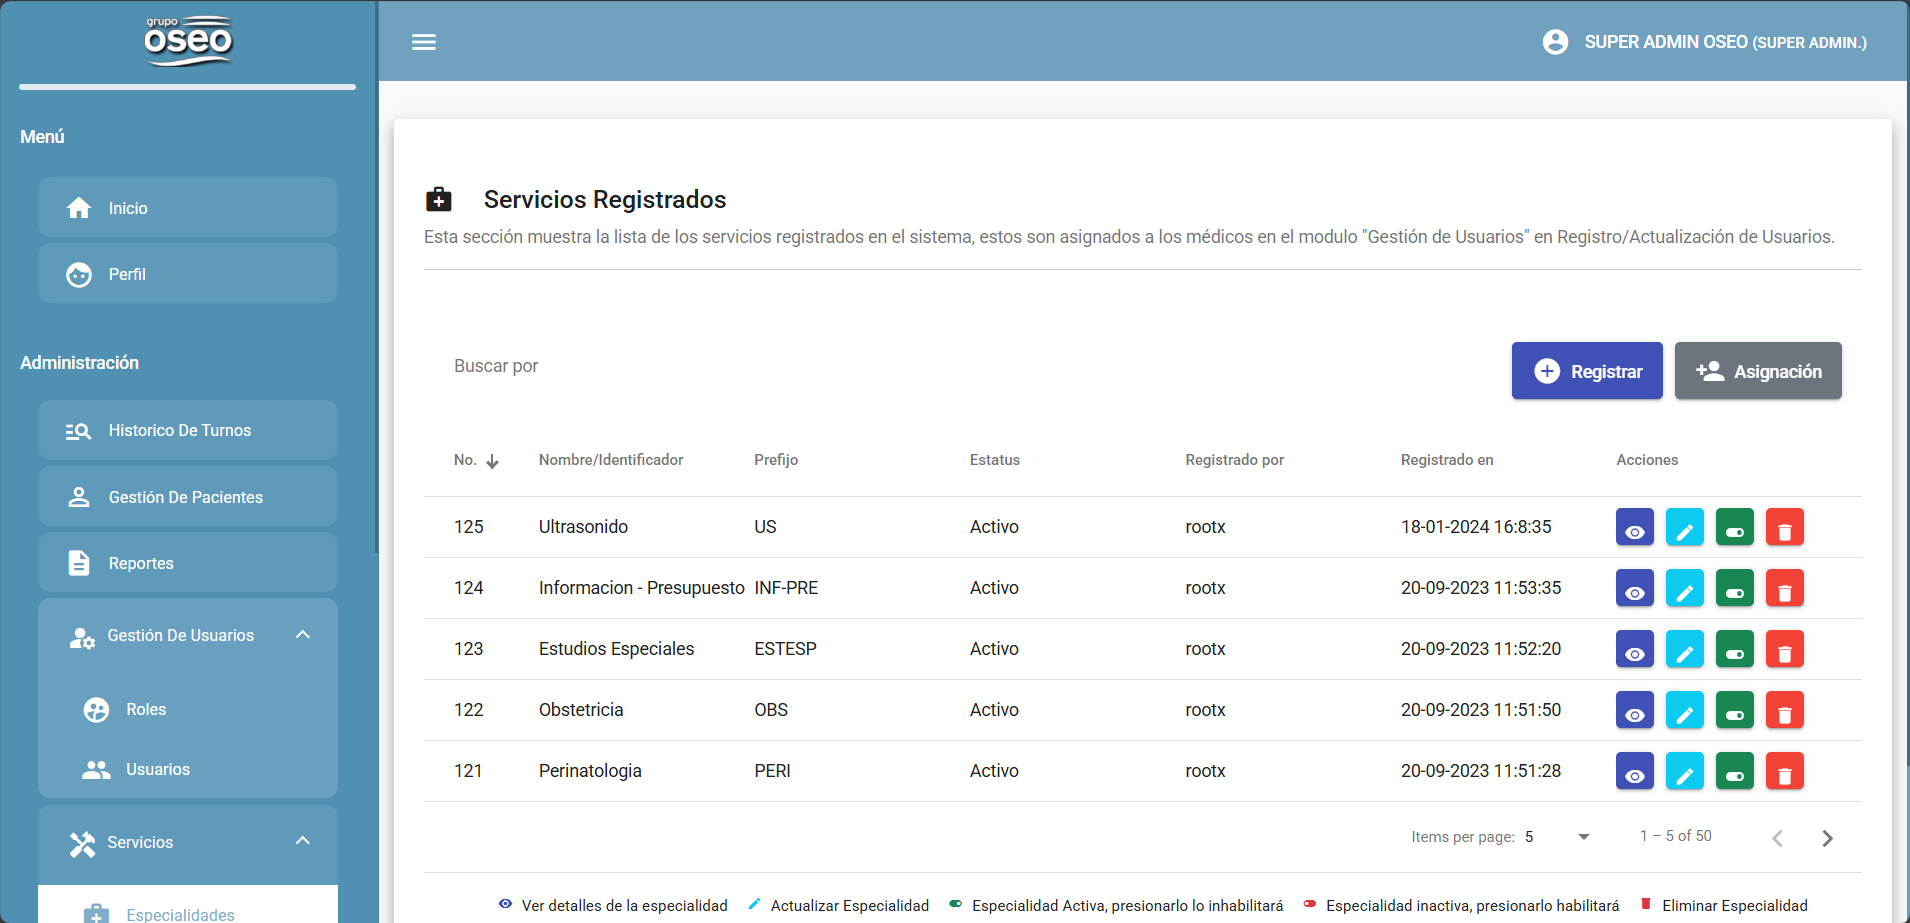 grupo
oseo
SUPER ADMIN OSEO (SUPER ADMIN.)
Menú
Inicio
Perfil
Administración
Historico De Turnos
Gestión De Pacientes
Reportes
Gestión De Usuarios
Roles
Usuarios
Servicios
Especialidades
Servicios Registrados
Esta sección muestra la lista de los servicios registrados en el sistema, estos son asignados a los médicos en el modulo "Gestión de Usuarios" en Registro/Actualización de Usuarios.
Buscar por
Registrar
Asignación
No. Nombre/Identificador Prefijo Estatus Registrado por Registrado en Acciones
125 Ultrasonido US Activo rootx 18-01-2024 16:8:35
124 Informacion - Presupuesto INF-PRE Activo rootx 20-09-2023 11:53:35
123 Estudios Especiales ESTESP Activo rootx 20-09-2023 11:52:20
122 Obstetricia OBS Activo rootx 20-09-2023 11:51:50
121 Perinatologia PERI Activo rootx 20-09-2023 11:51:28
Items per page: 5 1 – 5 of 50
Ver detalles de la especialidad Actualizar Especialidad Especialidad Activa, presionarlo lo inhabilitará Especialidad inactiva, presionarlo habilitará Eliminar Especialidad